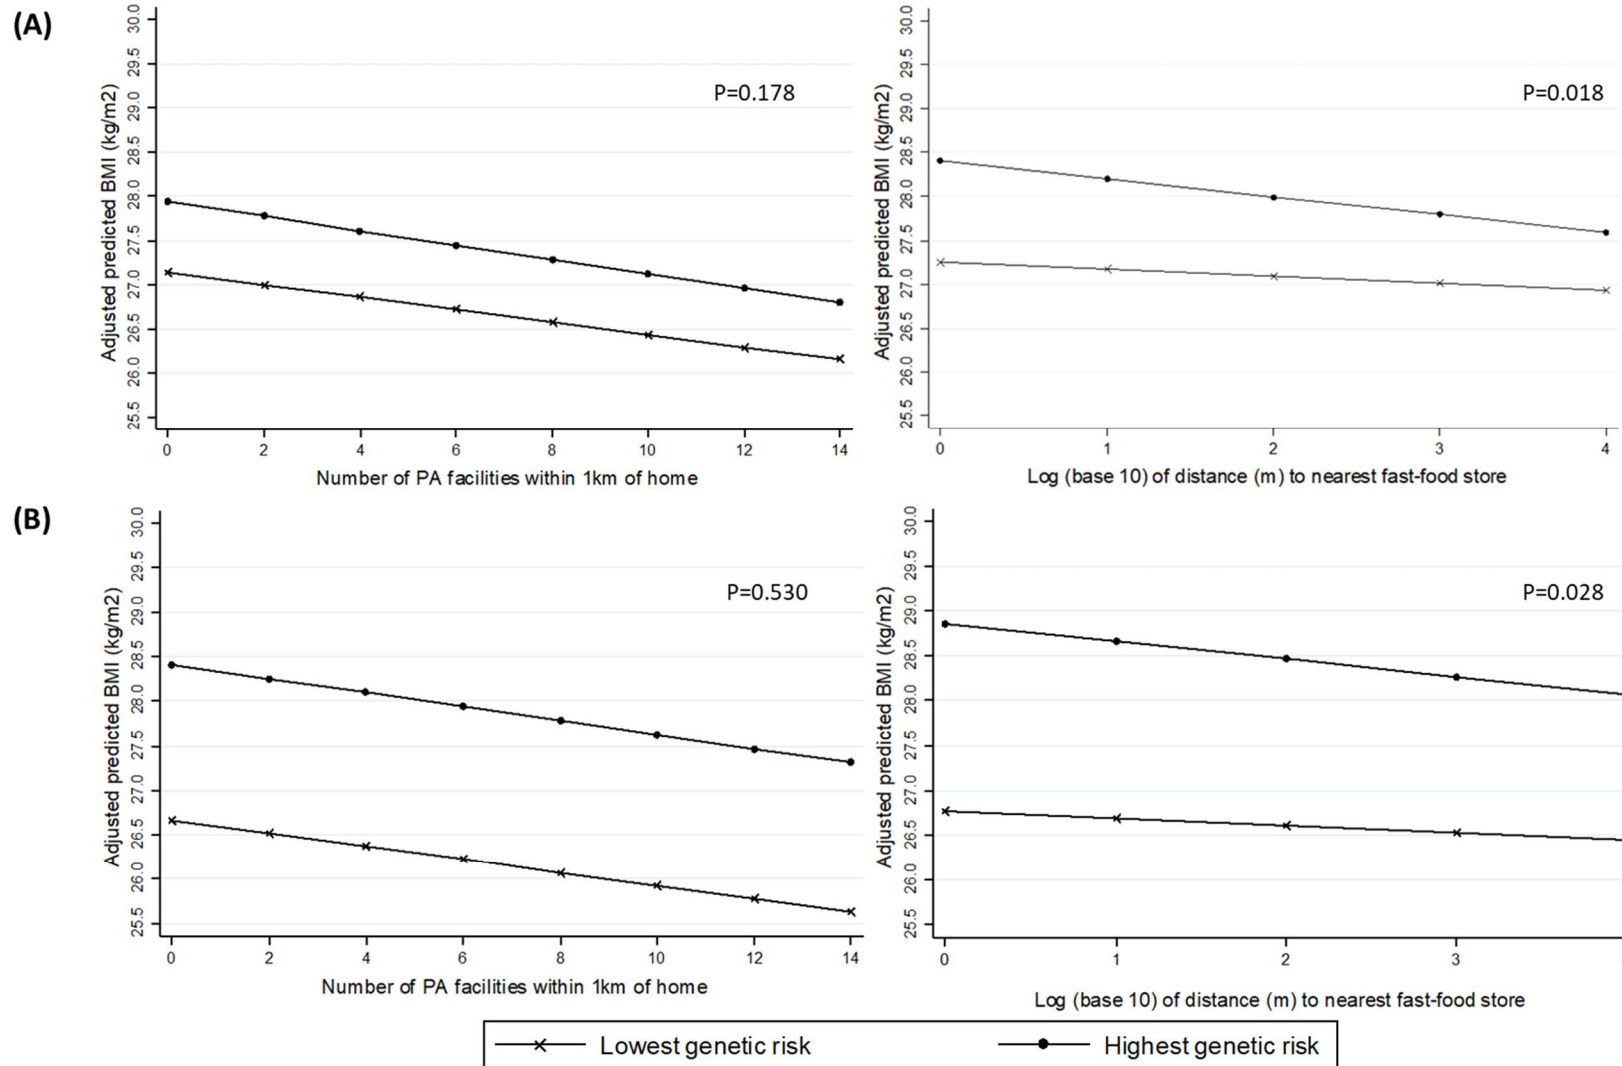 (A)
Adjusted predicted BMI (kg/m2)
30.0
29.5
29.0
28.5
28.0
27.5
27.0
26.5
26.0
25.5
P=0.178
0 2 4 6 8 10 12 14
Number of PA facilities within 1km of home
Adjusted predicted BMI (kg/m2)
30.0
29.5
29.0
28.5
28.0
27.5
27.0
26.5
26.0
25.5
P=0.018
0 1 2 3 4
Log (base 10) of distance (m) to nearest fast-food store
(B)
Adjusted predicted BMI (kg/m2)
30.0
29.5
29.0
28.5
28.0
27.5
27.0
26.5
26.0
25.5
P=0.530
0 2 4 6 8 10 12 14
Number of PA facilities within 1km of home
Adjusted predicted BMI (kg/m2)
30.0
29.5
29.0
28.5
28.0
27.5
27.0
26.5
26.0
25.5
P=0.028
0 1 2 3
Log (base 10) of distance (m) to nearest fast-food store
Lowest genetic risk
Highest genetic risk